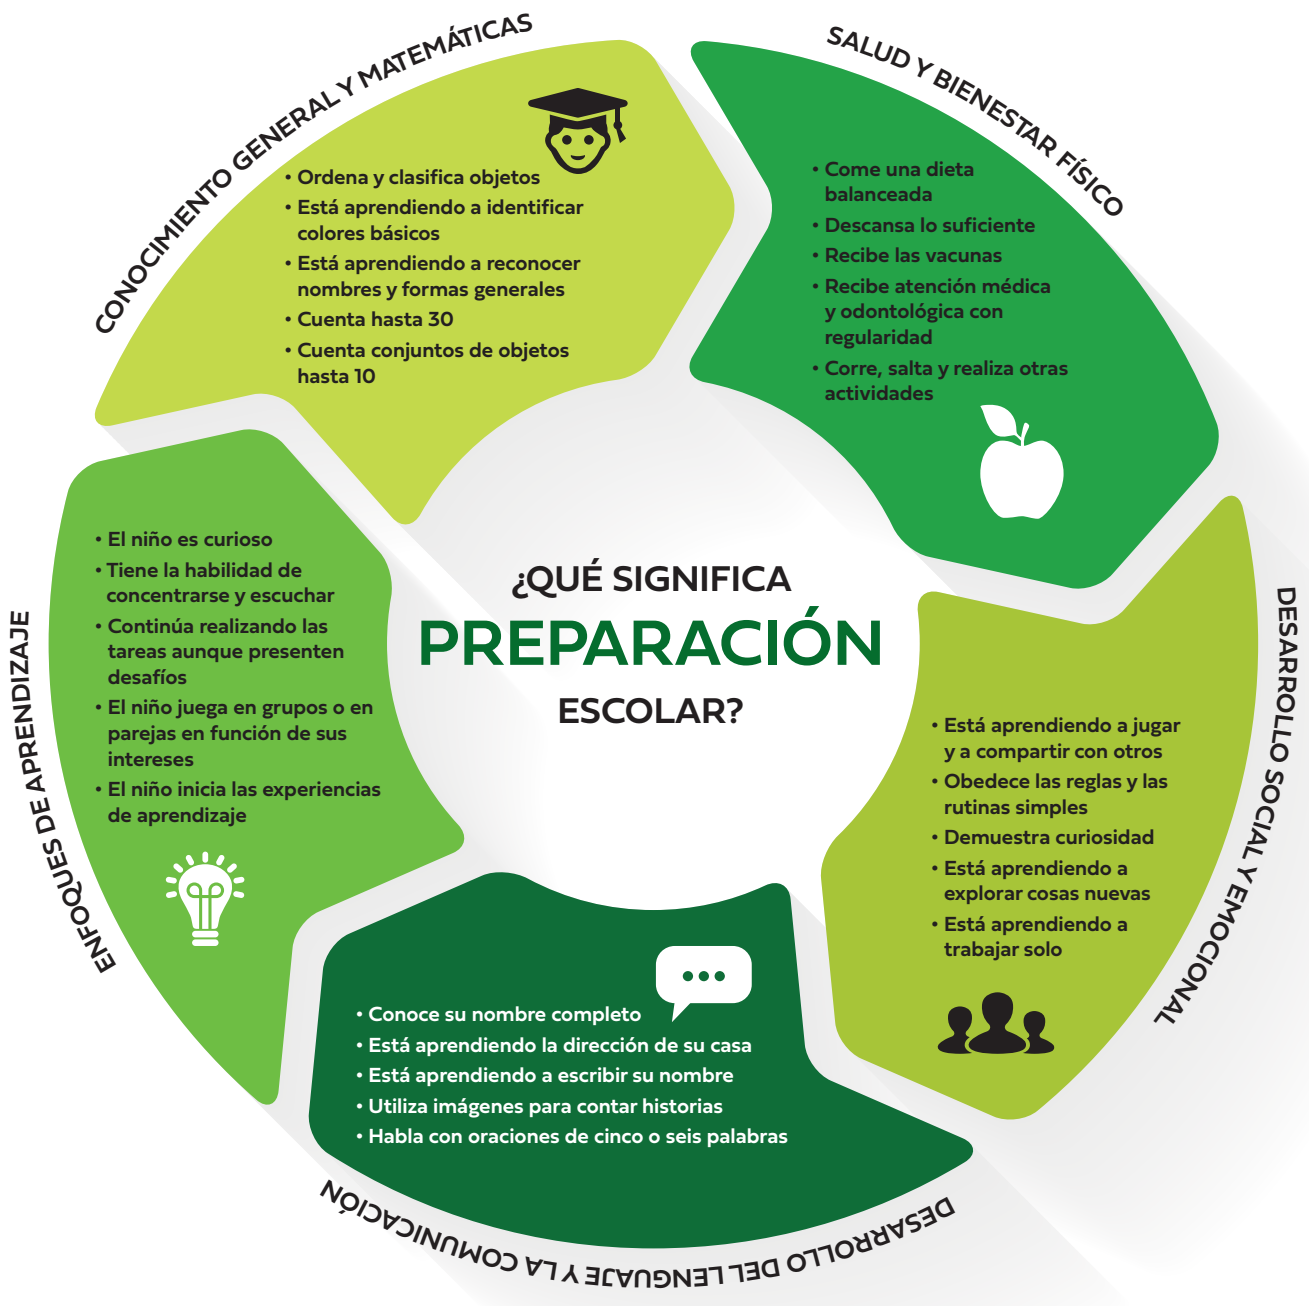 ¿QUÉ SIGNIFICA
PREPARACIÓN
ESCOLAR?
CONOCIMIENTO GENERAL Y MATEMÁTICAS
• Ordena y clasifica objetos
• Está aprendiendo a identificar
colores básicos
• Está aprendiendo a reconocer
nombres y formas generales
• Cuenta hasta 30
• Cuenta conjuntos de objetos
hasta 10
SALUD Y BIENESTAR FÍSICO
• Come una dieta
balanceada
• Descansa lo suficiente
• Recibe las vacunas
• Recibe atención médica
y odontológica con
regularidad
• Corre, salta y realiza otras
actividades
DESARROLLO SOCIAL Y EMOCIONAL
• Está aprendiendo a jugar
y a compartir con otros
• Obedece las reglas y las
rutinas simples
• Demuestra curiosidad
• Está aprendiendo a
explorar cosas nuevas
• Está aprendiendo a
trabajar solo
DESARROLLO DEL LENGUAJE Y LA COMUNICACIÓN
• Conoce su nombre completo
• Está aprendiendo la dirección de su casa
• Está aprendiendo a escribir su nombre
• Utiliza imágenes para contar historias
• Habla con oraciones de cinco o seis palabras
ENFOQUES DE APRENDIZAJE
• El niño es curioso
• Tiene la habilidad de
concentrarse y escuchar
• Continúa realizando las
tareas aunque presenten
desafíos
• El niño juega en grupos o en
parejas en función de sus
intereses
• El niño inicia las experiencias
de aprendizaje